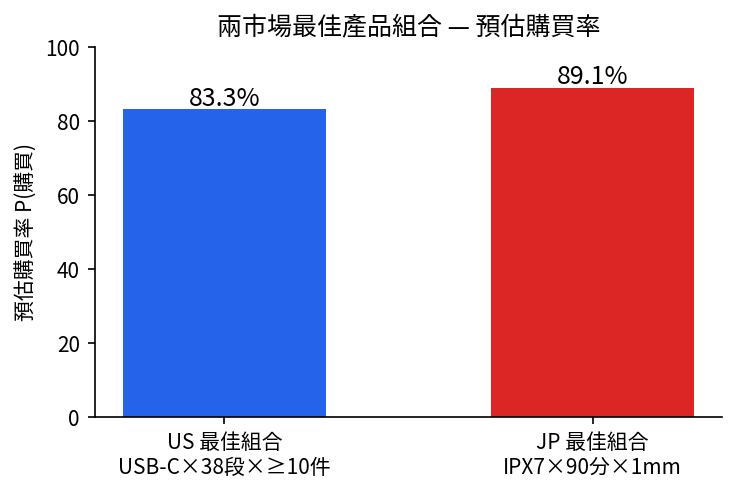 兩市場最佳產品組合 — 預估購買率
預估購買率 P(購買)
100
80
60
40
20
0
83.3%
89.1%
US 最佳組合
USB-C×38段×≥10件
JP 最佳組合
IPX7×90分×1mm